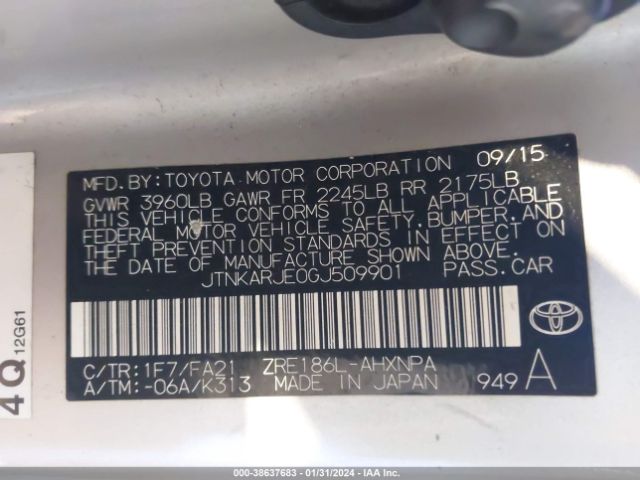 MFD. BY: TOYOTA MOTOR CORPORATION 09/15
GVWR 3960LB GAWR FR 2245LB RR 2175LB
THIS VEHICLE CONFORMS TO ALL APPLICABLE
FEDERAL MOTOR VEHICLE SAFETY, BUMPER, AND
THEFT PREVENTION STANDARDS IN EFFECT ON
THE DATE OF MANUFACTURE SHOWN ABOVE.
JTNKARJE0GJ509901 PASS. CAR
C/TR: 1F7/FA21 ZRE186L-AHXNPA
A/TM: -06A/K313 MADE IN JAPAN 949 A
TOYOTA
4Q 12G61
000-38637683 / 01/31/2024 / IAAI.COM